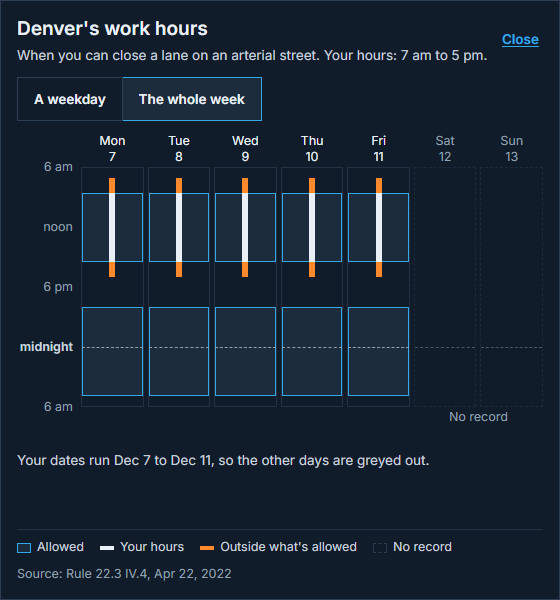 Denver's work hours
Close
When you can close a lane on an arterial street. Your hours: 7 am to 5 pm.
A weekday
The whole week
Mon Tue Wed Thu Fri Sat Sun
7 8 9 10 11 12 13
6 am
noon
6 pm
midnight
6 am
No record
Your dates run Dec 7 to Dec 11, so the other days are greyed out.
Allowed Your hours Outside what's allowed No record
Source: Rule 22.3 IV.4, Apr 22, 2022